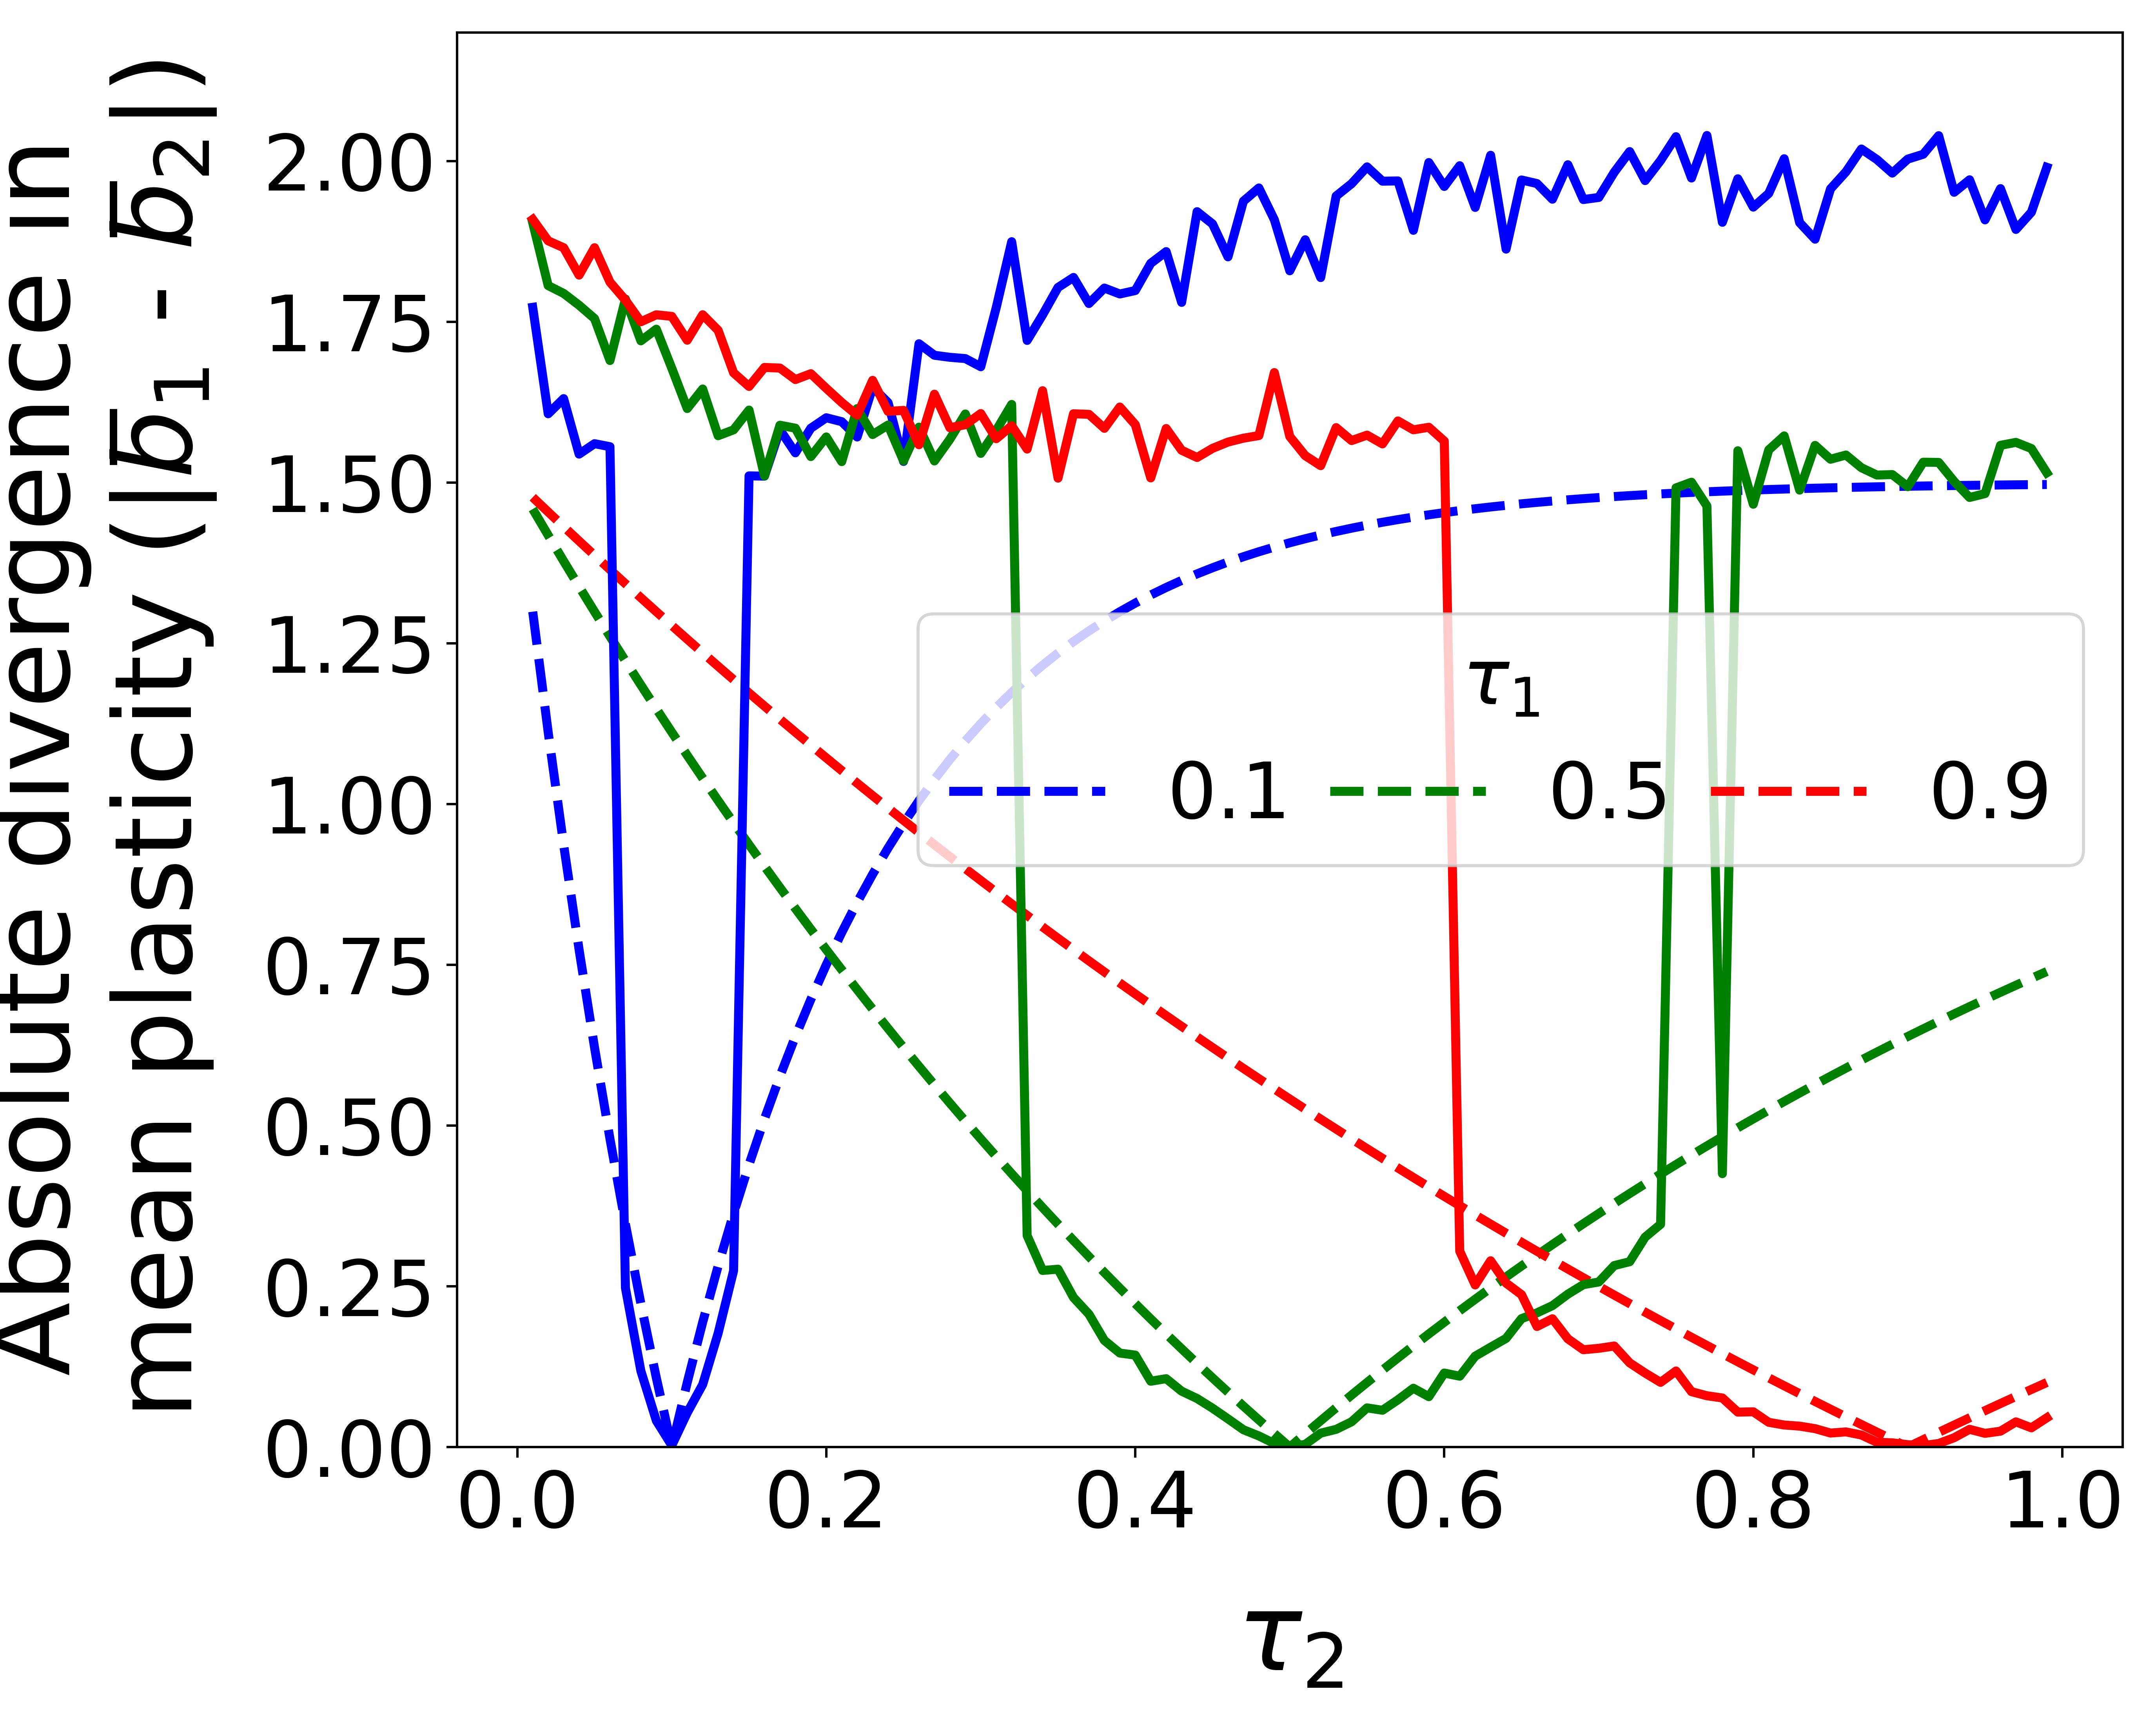 Absolute divergence in
mean plasticity (|b̅₁ - b̅₂|)
2.00
1.75
1.50
1.25
1.00
0.75
0.50
0.25
0.00
τ₁
0.1 0.5 0.9
0.0 0.2 0.4 0.6 0.8 1.0
τ₂